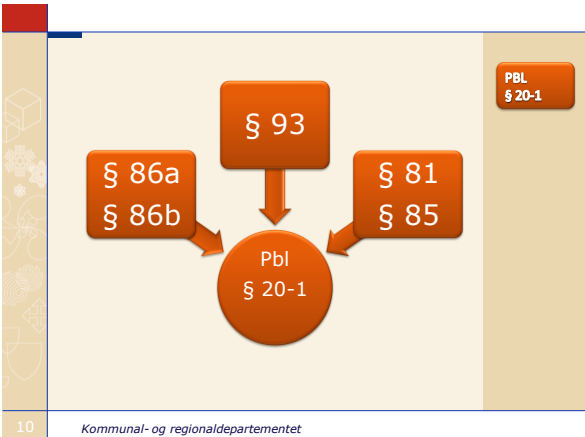 PBL
§ 20-1
§ 93
§ 86a
§ 86b
§ 81
§ 85
Pbl
§ 20-1
10
Kommunal- og regionaldepartementet